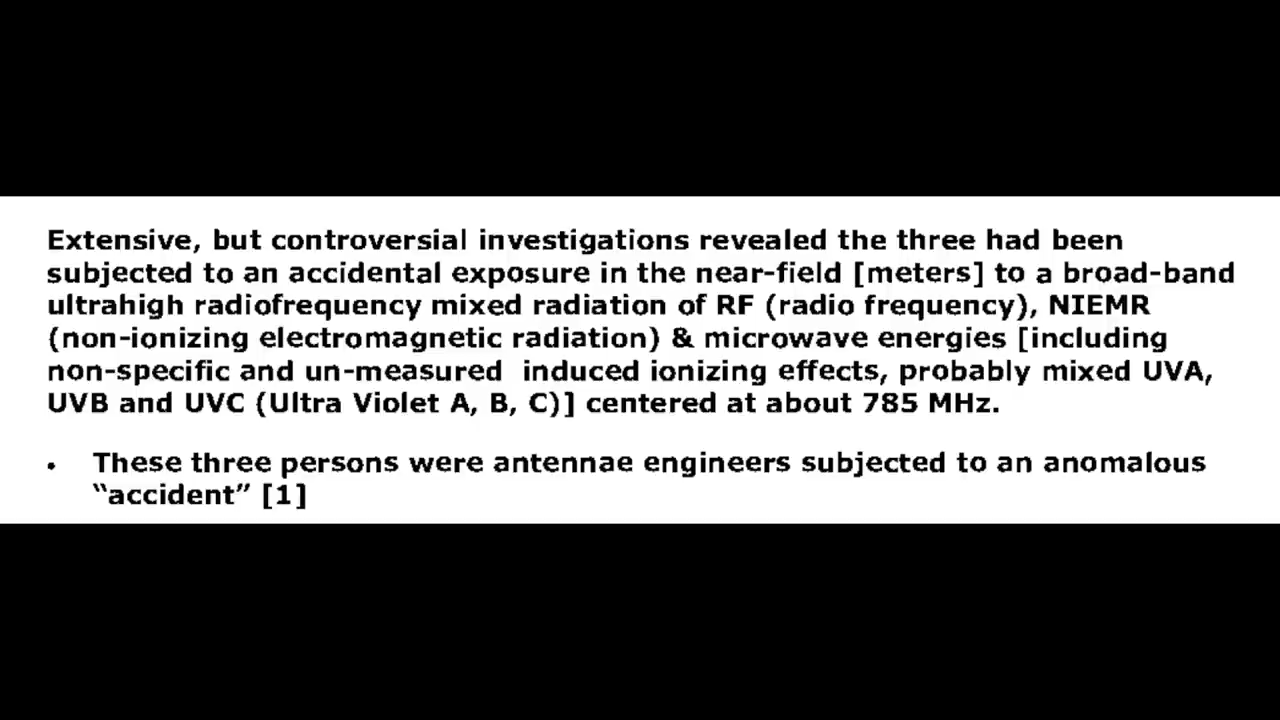 Extensive, but controversial investigations revealed the three had been
subjected to an accidental exposure in the near-field [meters] to a broad-band
ultrahigh radiofrequency mixed radiation of RF (radio frequency), NIEMR
(non-ionizing electromagnetic radiation) & microwave energies [including
non-specific and un-measured induced ionizing effects, probably mixed UVA,
UVB and UVC (Ultra Violet A, B, C)] centered at about 785 MHz.
• These three persons were antennae engineers subjected to an anomalous
“accident” [1]